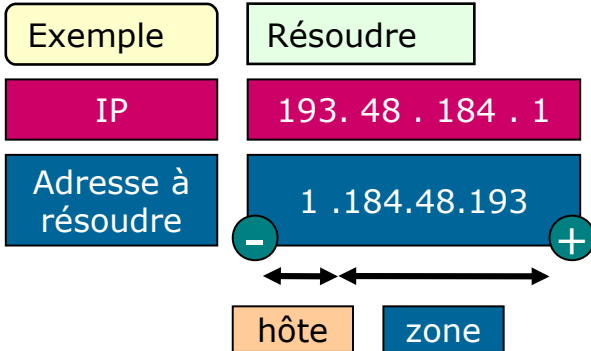 Exemple Résoudre
IP 193. 48 . 184 . 1
Adresse à
résoudre
1 .184.48.193
- +
hôte zone